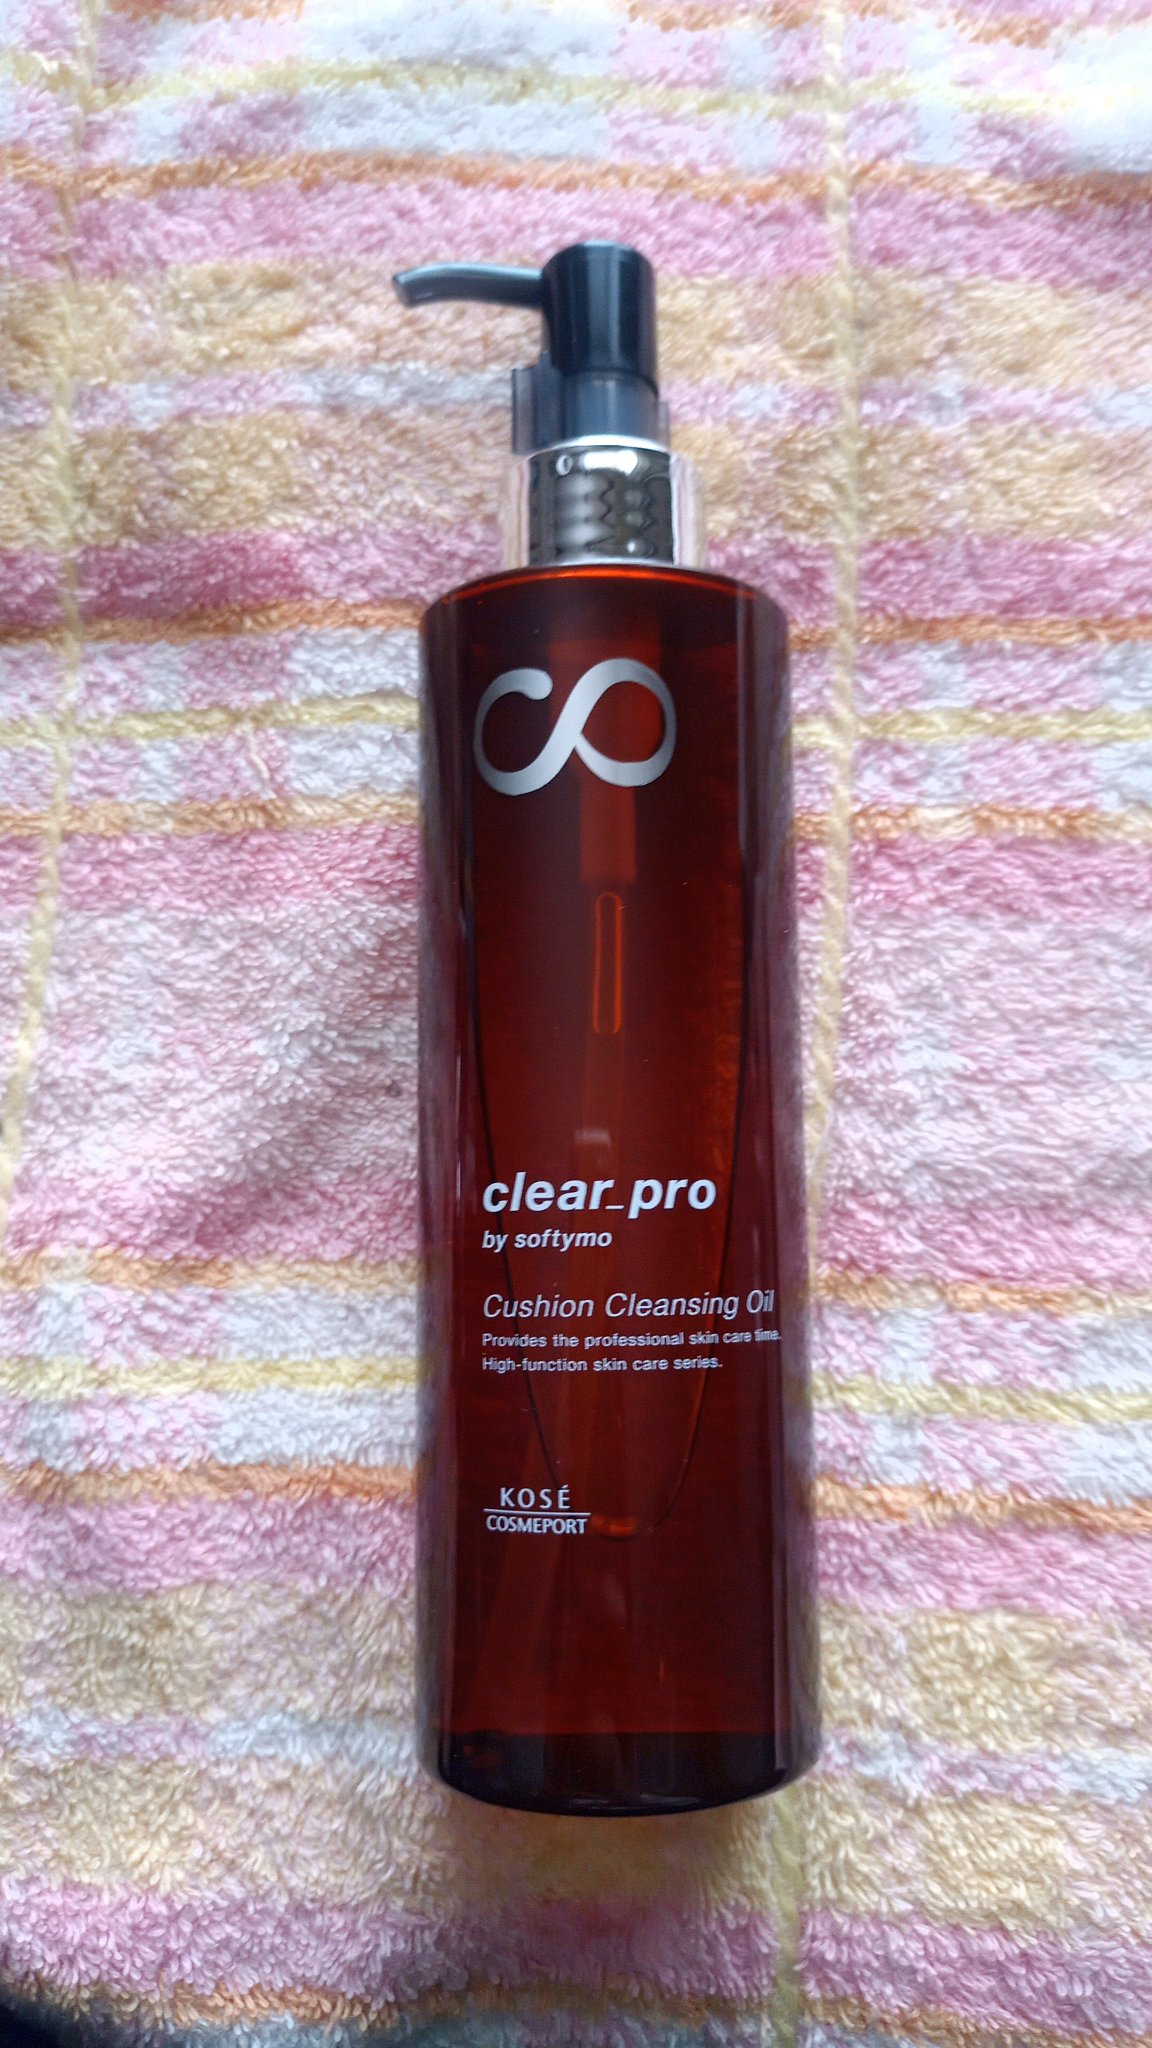 clear_pro
by softymo
Cushion Cleansing Oil
Provides the professional skin care time.
High-function skin care series.
KOSÉ
COSMEPORT